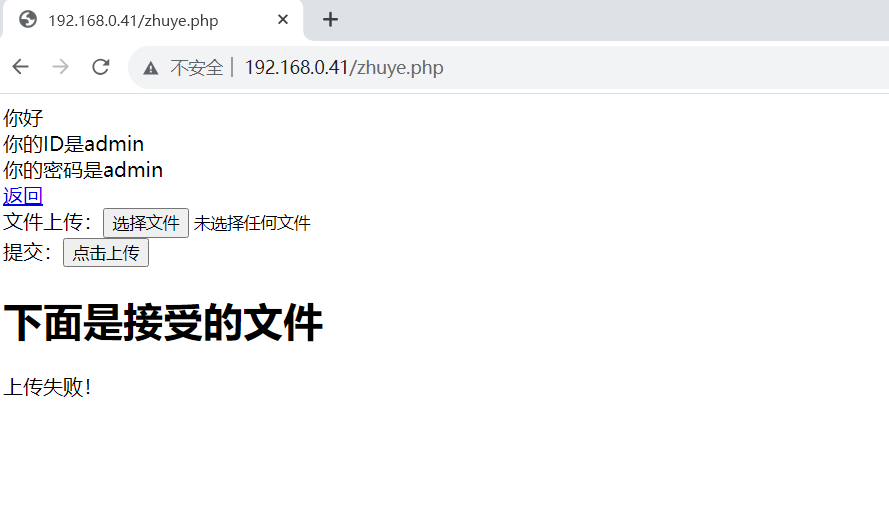 192.168.0.41/zhuye.php
不安全 192.168.0.41/zhuye.php
你好
你的ID是admin
你的密码是admin
返回
文件上传：选择文件 未选择任何文件
提交：点击上传
下面是接受的文件
上传失败！